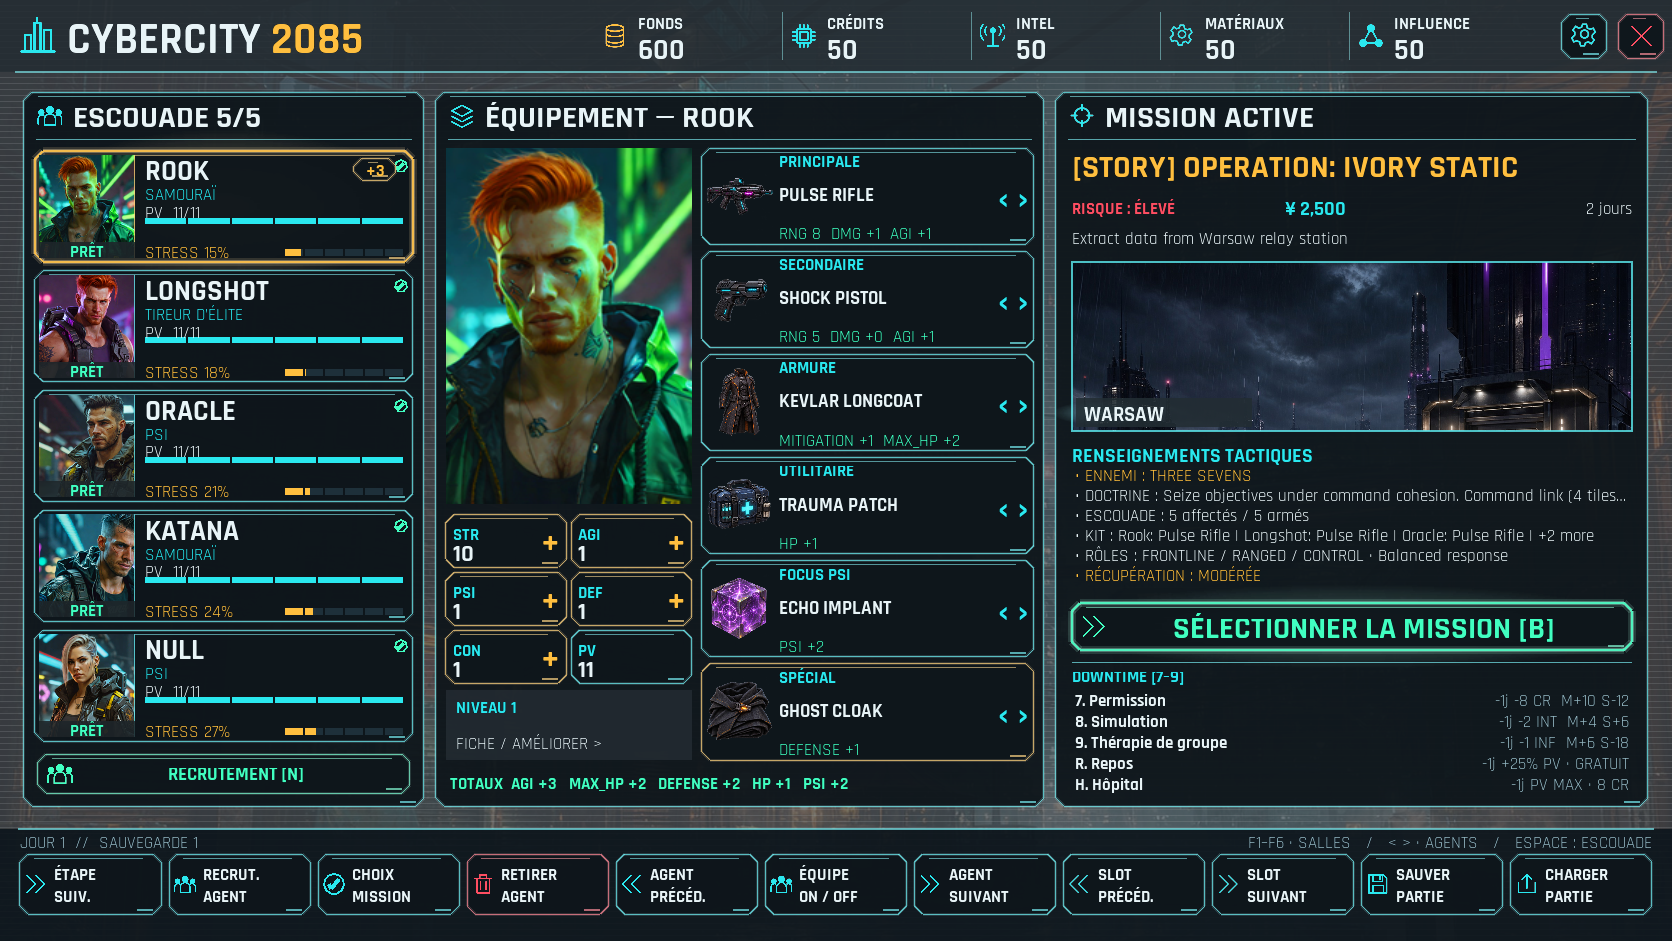 CYBERCITY 2085
FONDS
600
CRÉDITS
50
INTEL
50
MATÉRIAUX
50
INFLUENCE
50
ESCOUADE 5/5
ROOK
+3
SAMOURAÏ
PV 11/11
PRÊT
STRESS 15%
LONGSHOT
TIREUR D'ÉLITE
PV 11/11
PRÊT
STRESS 18%
ORACLE
PSI
PV 11/11
PRÊT
STRESS 21%
KATANA
SAMOURAÏ
PV 11/11
PRÊT
STRESS 24%
NULL
PSI
PV 11/11
PRÊT
STRESS 27%
RECRUTEMENT [N]
ÉQUIPEMENT — ROOK
STR
10
+
AGI
1
+
PSI
1
+
DEF
1
+
CON
1
+
PV
11
NIVEAU 1
FICHE / AMÉLIORER >
PRINCIPALE
PULSE RIFLE
< >
RNG 8 DMG +1 AGI +1
SECONDAIRE
SHOCK PISTOL
< >
RNG 5 DMG +0 AGI +1
ARMURE
KEVLAR LONGCOAT
< >
MITIGATION +1 MAX_HP +2
UTILITAIRE
TRAUMA PATCH
< >
HP +1
FOCUS PSI
ECHO IMPLANT
< >
PSI +2
SPÉCIAL
GHOST CLOAK
< >
DEFENSE +1
TOTAUX AGI +3 MAX_HP +2 DEFENSE +2 HP +1 PSI +2
MISSION ACTIVE
[STORY] OPERATION: IVORY STATIC
RISQUE : ÉLEVÉ
¥ 2,500
2 jours
Extract data from Warsaw relay station
WARSAW
RENSEIGNEMENTS TACTIQUES
· ENNEMI : THREE SEVENS
· DOCTRINE : Seize objectives under command cohesion. Command link (4 tiles...
· ESCOUADE : 5 affectés / 5 armés
· KIT : Rook: Pulse Rifle | Longshot: Pulse Rifle | Oracle: Pulse Rifle | +2 more
· RÔLES : FRONTLINE / RANGED / CONTROL · Balanced response
· RÉCUPÉRATION : MODÉRÉE
SÉLECTIONNER LA MISSION [B]
DOWNTIME [7-9]
7. Permission -1j -8 CR M+10 S-12
8. Simulation -1j -2 INT M+4 S+6
9. Thérapie de groupe -1j -1 INF M+6 S-18
R. Repos -1j +25% PV · GRATUIT
H. Hôpital -1j PV MAX · 8 CR
JOUR 1 // SAUVEGARDE 1
F1-F6 · SALLES / < > · AGENTS / ESPACE : ESCOUADE
ÉTAPE
SUIV.
RECRUT.
AGENT
CHOIX
MISSION
RETIRER
AGENT
AGENT
PRÉCÉD.
ÉQUIPE
ON / OFF
AGENT
SUIVANT
SLOT
PRÉCÉD.
SLOT
SUIVANT
SAUVER
PARTIE
CHARGER
PARTIE